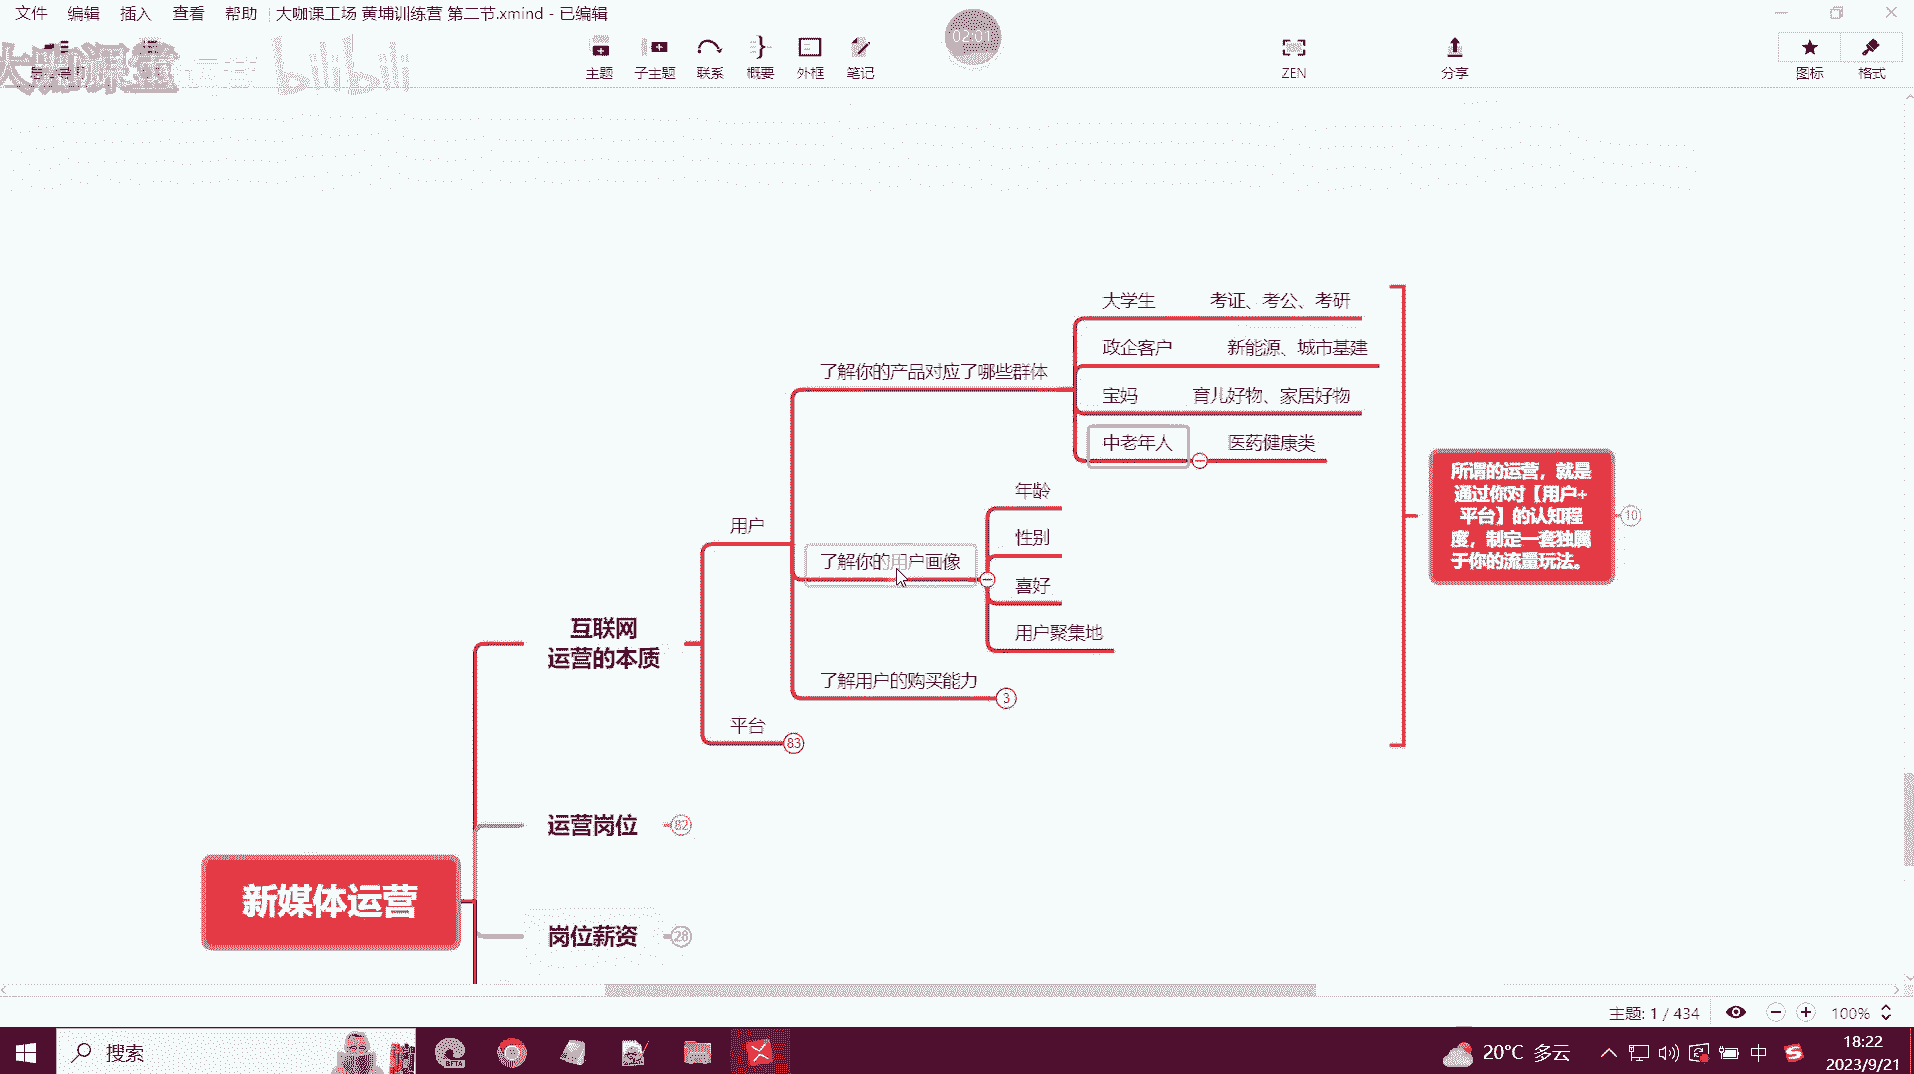 文件 编辑 插入 查看 帮助 大咖课工场 黄埔训练营 第二节.xmind - 已编辑
大咖课堂 运营 bilibili
02:01
主题 子主题 联系 概要 外框 笔记 ZEN 分享 图标 格式
大学生 考证、考公、考研
政企客户 新能源、城市基建
了解你的产品对应了哪些群体
宝妈 育儿好物、家居好物
中老年人 医药健康类
所谓的运营，就是
通过你对【用户+
平台】的认知程
度，制定一套独属
于你的流量玩法。
10
年龄
用户
性别
了解你的用户画像
喜好
用户聚集地
互联网
运营的本质
了解用户的购买能力 3
平台 83
运营岗位 82
新媒体运营
岗位薪资 28
主题: 1 / 434 100%
搜索
BETA
20°C 多云
中
18:22
2023/9/21